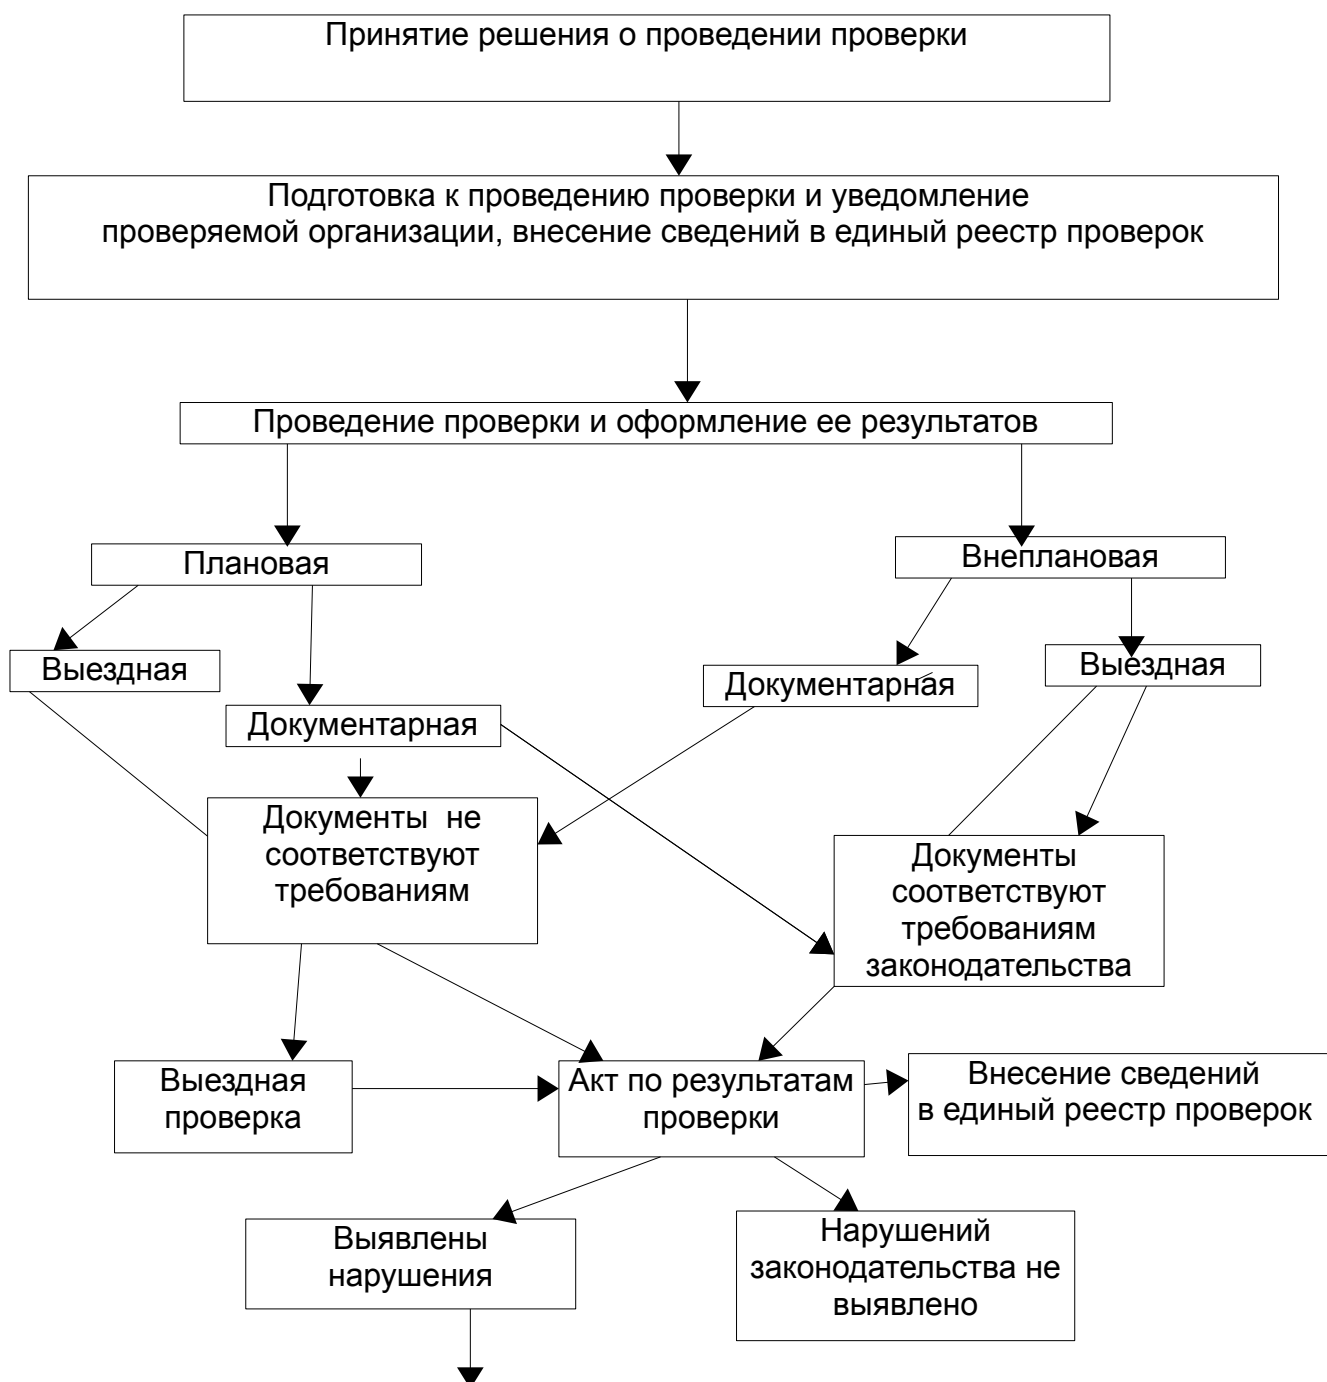 Принятие решения о проведении проверки
Подготовка к проведению проверки и уведомление
проверяемой организации, внесение сведений в единый реестр проверок
Проведение проверки и оформление ее результатов
Плановая
Внеплановая
Выездная
Документарная
Документарная
Выездная
Документы не
соответствуют
требованиям
Документы
соответствуют
требованиям
законодательства
Выездная
проверка
Акт по результатам
проверки
Внесение сведений
в единый реестр проверок
Выявлены
нарушения
Нарушений
законодательства не
выявлено